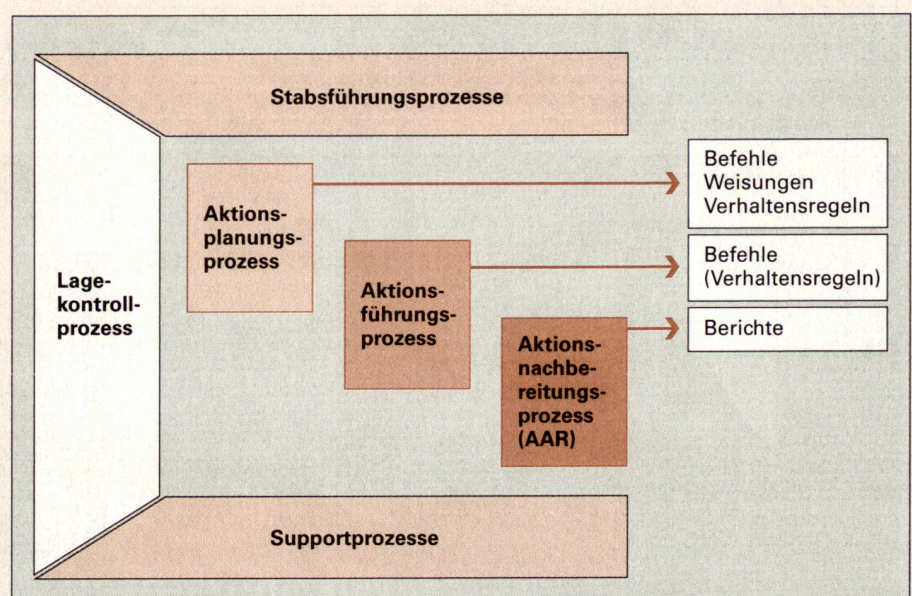 Stabsführungsprozesse
Lage-
kontroll-
prozess
Aktions-
planungs-
prozess
Aktions-
führungs-
prozess
Aktions-
nachbe-
reitungs-
prozess
(AAR)
Befehle
Weisungen
Verhaltensregeln
Befehle
(Verhaltensregeln)
Berichte
Supportprozesse